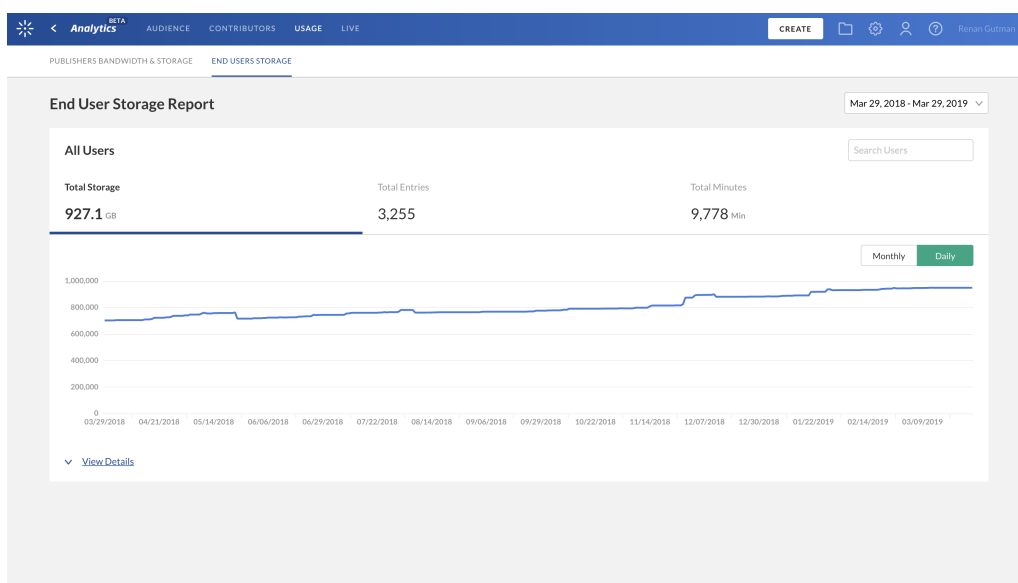 Analytics BETA AUDIENCE CONTRIBUTORS USAGE LIVE CREATE Renan Gutman
PUBLISHERS BANDWIDTH & STORAGE END USERS STORAGE
End User Storage Report Mar 29, 2018 - Mar 29, 2019
All Users Search Users
Total Storage Total Entries Total Minutes
927.1 GB 3,255 9,778 Min
Monthly Daily
1,000,000
800,000
600,000
400,000
200,000
0
03/29/2018 04/21/2018 05/14/2018 06/06/2018 06/29/2018 07/22/2018 08/14/2018 09/06/2018 09/29/2018 10/22/2018 11/14/2018 12/07/2018 12/30/2018 01/22/2019 02/14/2019 03/09/2019
View Details